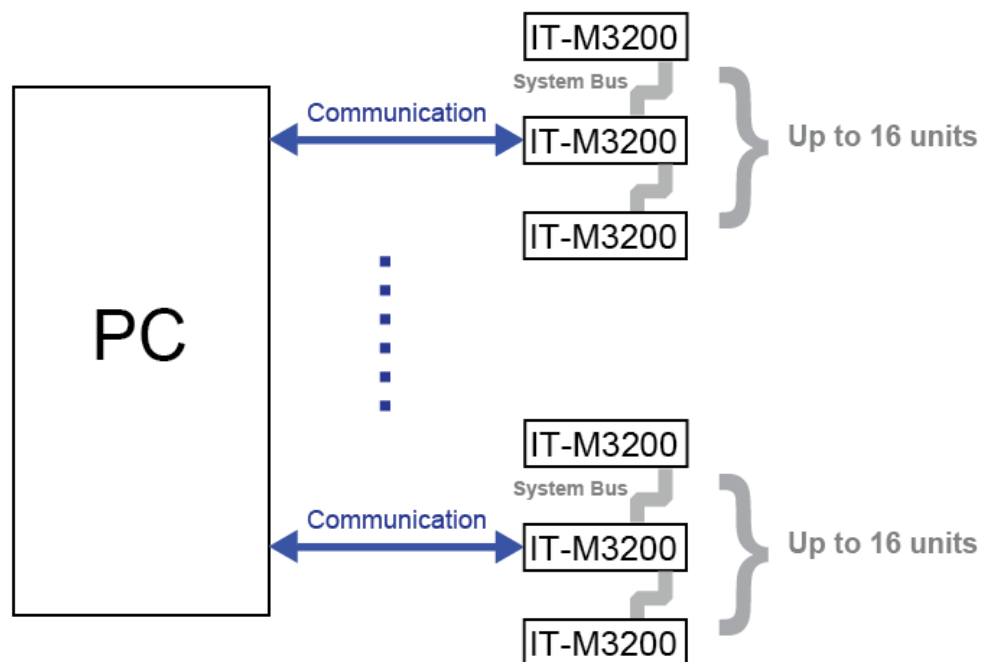 IT-M3200
System Bus
Communication
IT-M3200
Up to 16 units
IT-M3200
PC
IT-M3200
System Bus
Communication
IT-M3200
Up to 16 units
IT-M3200